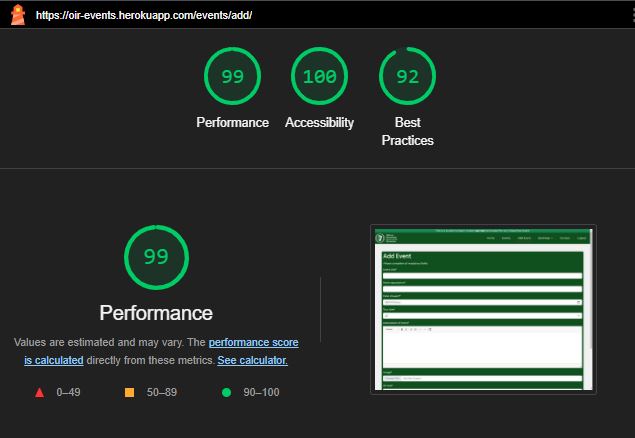 https://oir-events.herokuapp.com/events/add/
99 100 92
Performance Accessibility Best Practices
99
Performance
Values are estimated and may vary. The performance score
is calculated directly from these metrics. See calculator.
0–49 50–89 90–100
Add Event